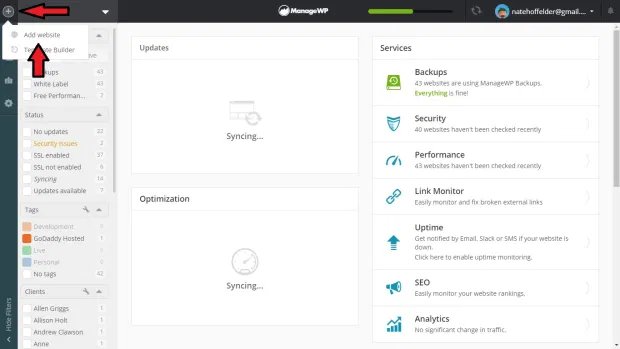 ManageWP
natehoffelder@gmail....
Add website
Builder
Backups 43
White Label 43
Free Performan... 2
Status
No updates 22
Security Issues 2
SSL enabled 37
SSL not enabled 6
Syncing 14
Updates available 7
Tags
Development
GoDaddy Hosted 1
Live
Personal
No tags 42
Clients
Allen Griggs 1
Allison Holt 1
Andrew Clawson 1
Anne 1
Hide Filters
Updates
Syncing...
Optimization
Syncing...
Services
Backups
43 websites are using ManageWP Backups.
Everything is fine!
Security
40 websites haven't been checked recently
Performance
43 websites haven't been checked recently
Link Monitor
Easily monitor and fix broken external links
Uptime
Get notified by Email, Slack or SMS if your website is
down.
Click here to enable uptime monitoring.
SEO
Easily monitor your website rankings.
Analytics
No significant change in traffic.